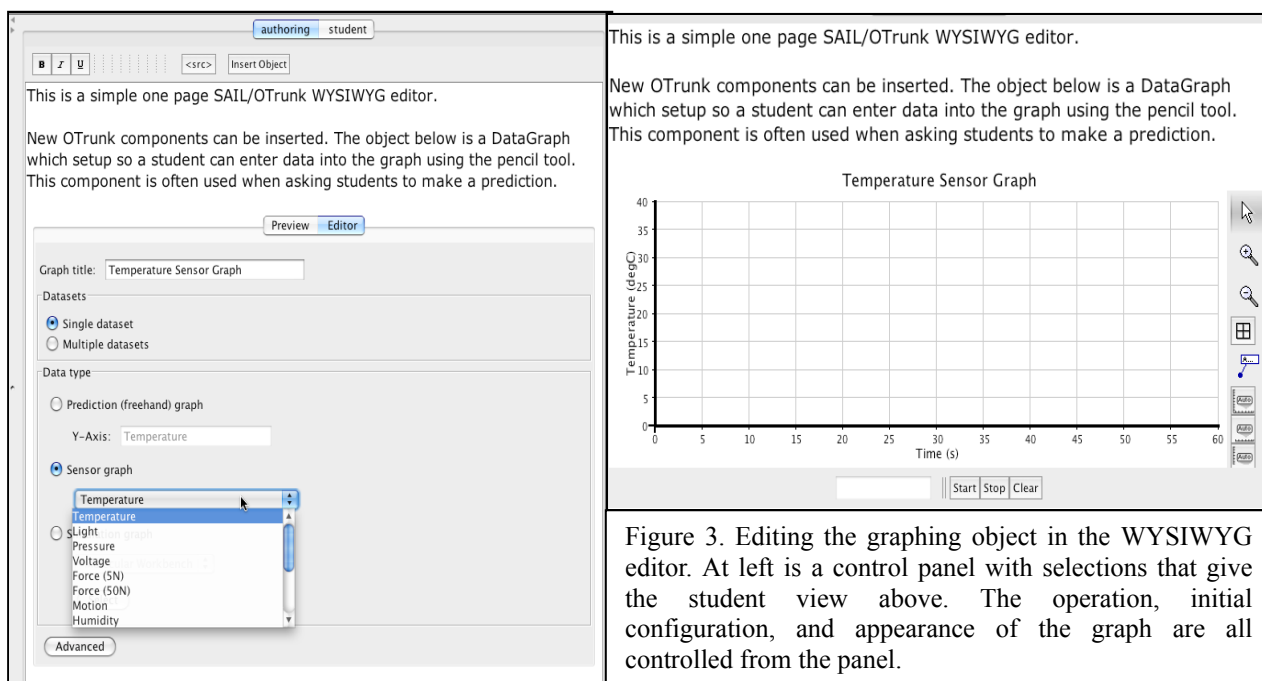 authoring student
B I U <src> Insert Object
This is a simple one page SAIL/OTrunk WYSIWYG editor.
New OTrunk components can be inserted. The object below is a DataGraph
which setup so a student can enter data into the graph using the pencil tool.
This component is often used when asking students to make a prediction.
Preview Editor
Graph title: Temperature Sensor Graph
Datasets
Single dataset
Multiple datasets
Data type
Prediction (freehand) graph
Y-Axis: Temperature
Sensor graph
Temperature
Temperature
Light
Pressure
Voltage
Force (5N)
Force (50N)
Motion
Humidity
Advanced
This is a simple one page SAIL/OTrunk WYSIWYG editor.
New OTrunk components can be inserted. The object below is a DataGraph
which setup so a student can enter data into the graph using the pencil tool.
This component is often used when asking students to make a prediction.
Temperature Sensor Graph
Temperature (degC)
40
35
30
25
20
15
10
5
0
0 5 10 15 20 25 30 35 40 45 50 55 60
Time (s)
A...
Auto
Auto
Auto
Start Stop Clear
Figure 3. Editing the graphing object in the WYSIWYG
editor. At left is a control panel with selections that give
the student view above. The operation, initial
configuration, and appearance of the graph are all
controlled from the panel.